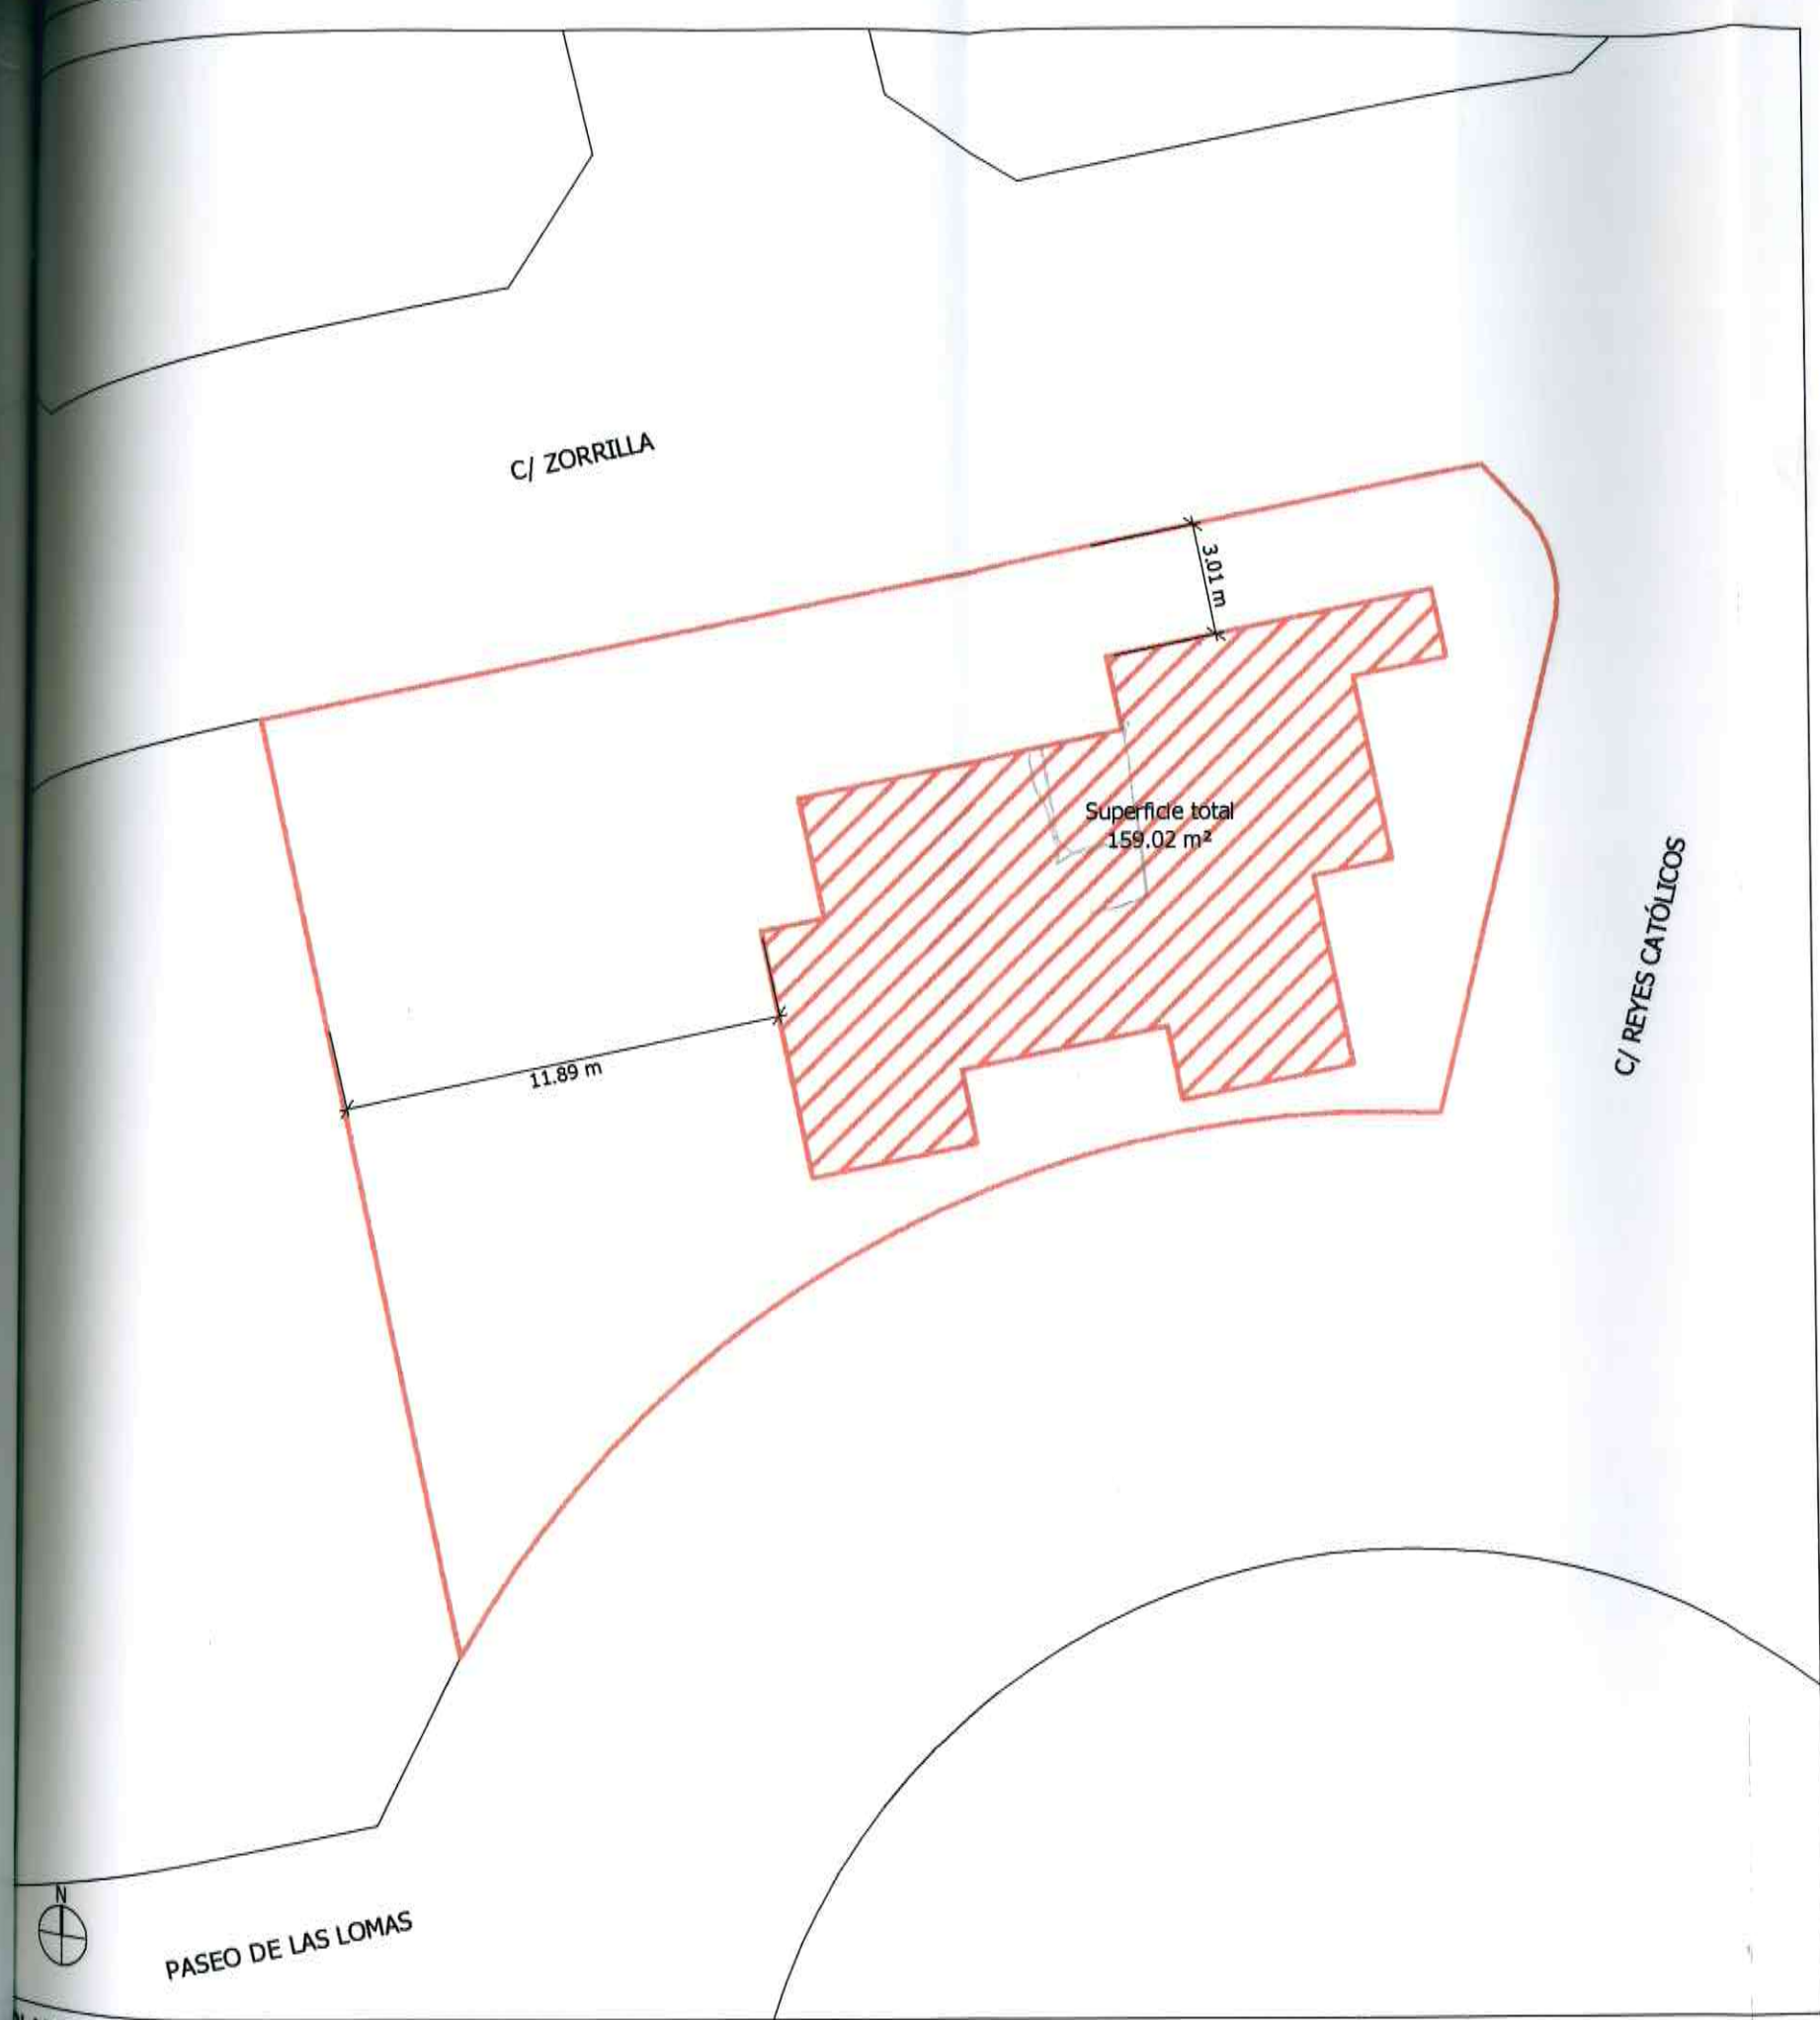 C/ ZORRILLA
3.01 m
Superficie total
159.02 m²
C/ REYES CATÓLICOS
11.89 m
N
PASEO DE LAS LOMAS